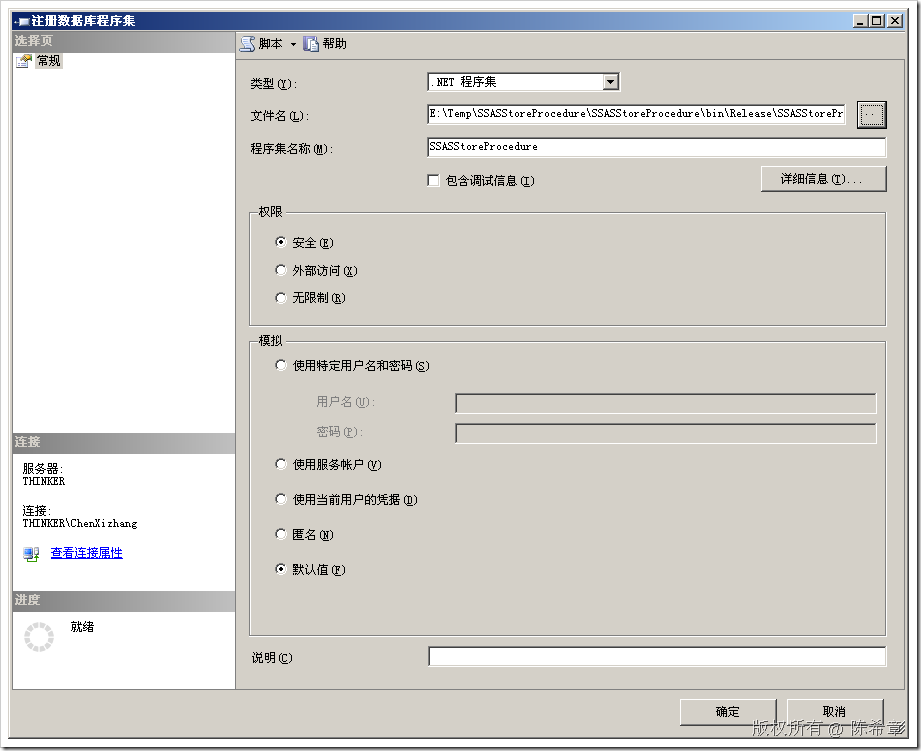 注册数据库程序集
选择页
常规
脚本 帮助
类型(Y): .NET 程序集
文件名(L): E:\Temp\SSASStoreProcedure\SSASStoreProcedure\bin\Release\SSASStorePr ..
程序集名称(M): SSASStoreProcedure
包含调试信息(I) 详细信息(T)...
权限
安全(E)
外部访问(X)
无限制(R)
模拟
使用特定用户名和密码(S)
用户名(U):
密码(P):
使用服务帐户(V)
使用当前用户的凭据(D)
匿名(N)
默认值(F)
说明(C)
连接
服务器:
THINKER
连接:
THINKER\ChenXizhang
查看连接属性
进度
就绪
确定 取消
版权所有 @ 陈希章